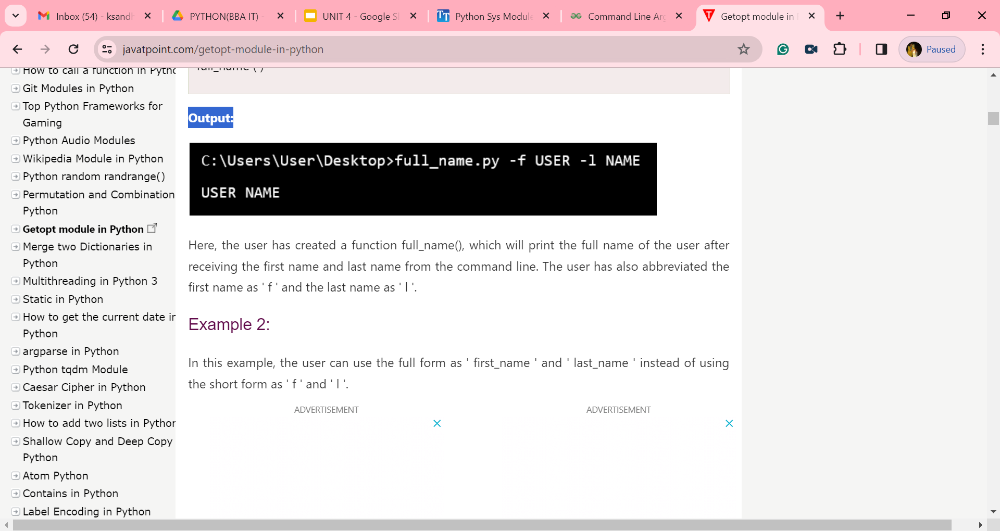 Inbox (54) - ksandh
PYTHON(BBA IT) -
UNIT 4 - Google Sl
TT
Python Sys Module
Command Line Arg
Getopt module in
javatpoint.com/getopt-module-in-python
Paused
How to call a function in Pytho
Git Modules in Python
Top Python Frameworks for
Gaming
Python Audio Modules
Wikipedia Module in Python
Python random randrange()
Permutation and Combination
Python
Getopt module in Python
Merge two Dictionaries in
Python
Multithreading in Python 3
Static in Python
How to get the current date in
Python
argparse in Python
Python tqdm Module
Caesar Cipher in Python
Tokenizer in Python
How to add two lists in Python
Shallow Copy and Deep Copy
Python
Atom Python
Contains in Python
Label Encoding in Python
full_name ( )
Output:
C:\Users\User\Desktop>full_name.py -f USER -l NAME
USER NAME
Here, the user has created a function full_name(), which will print the full name of the user after
receiving the first name and last name from the command line. The user has also abbreviated the
first name as ' f ' and the last name as ' l '.
Example 2:
In this example, the user can use the full form as ' first_name ' and ' last_name ' instead of using
the short form as ' f ' and ' l '.
ADVERTISEMENT
ADVERTISEMENT